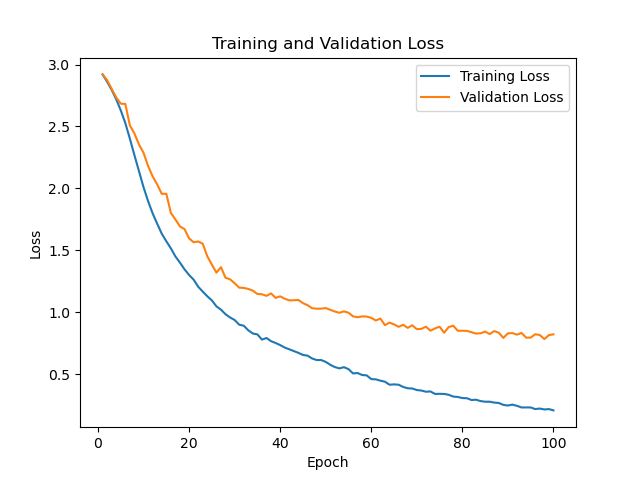 Training and Validation Loss
Training Loss
Validation Loss
3.0
2.5
2.0
1.5
1.0
0.5
Loss
0 20 40 60 80 100
Epoch